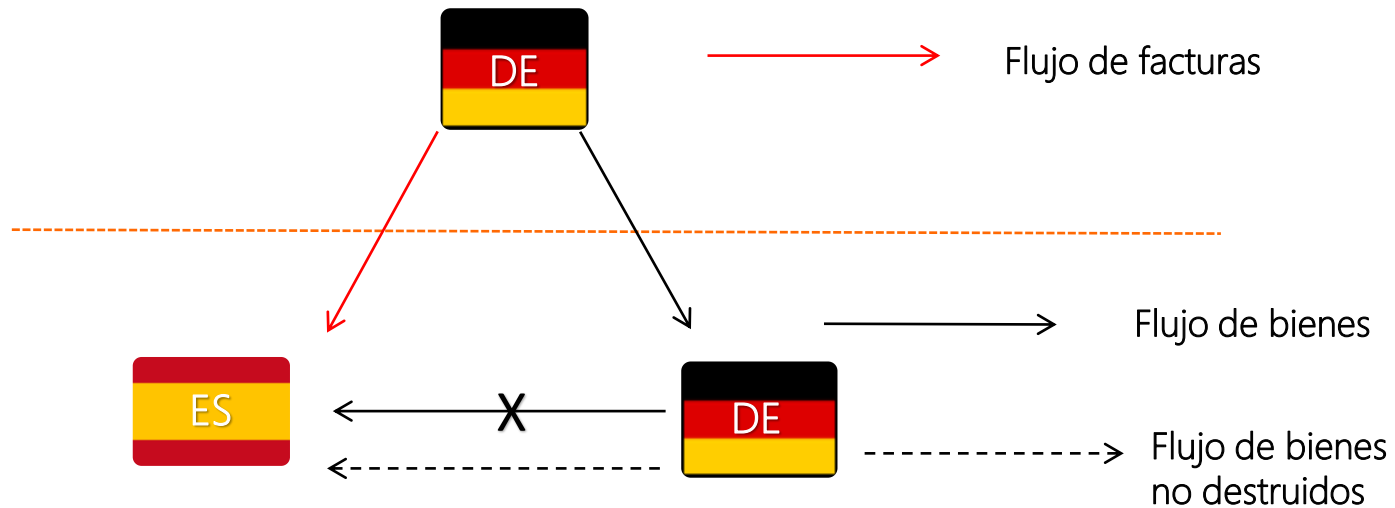 DE
Flujo de facturas
Flujo de bienes
ES
X
DE
Flujo de bienes
no destruidos